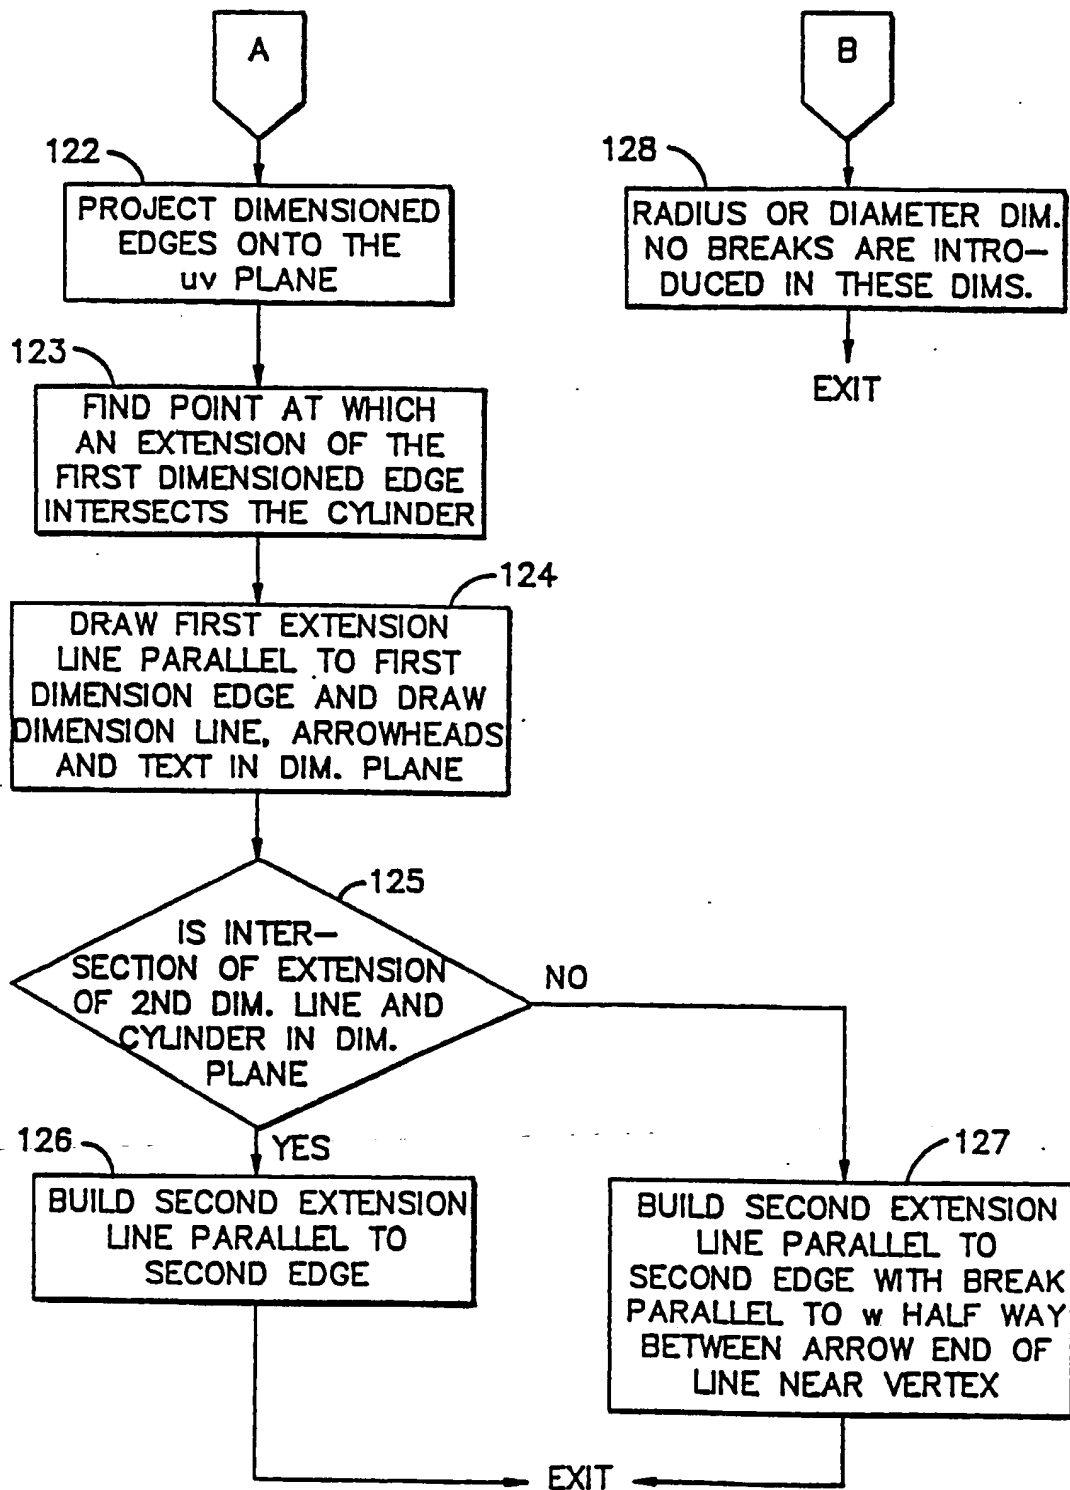 A
122
PROJECT DIMENSIONED
EDGES ONTO THE
uv PLANE
123
FIND POINT AT WHICH
AN EXTENSION OF THE
FIRST DIMENSIONED EDGE
INTERSECTS THE CYLINDER
124
DRAW FIRST EXTENSION
LINE PARALLEL TO FIRST
DIMENSION EDGE AND DRAW
DIMENSION LINE, ARROWHEADS
AND TEXT IN DIM. PLANE
125
IS INTER-
SECTION OF EXTENSION
OF 2ND DIM. LINE AND
CYLINDER IN DIM.
PLANE
NO
YES
126
BUILD SECOND EXTENSION
LINE PARALLEL TO
SECOND EDGE
127
BUILD SECOND EXTENSION
LINE PARALLEL TO
SECOND EDGE WITH BREAK
PARALLEL TO w HALF WAY
BETWEEN ARROW END OF
LINE NEAR VERTEX
EXIT
B
128
RADIUS OR DIAMETER DIM.
NO BREAKS ARE INTRO-
DUCED IN THESE DIMS.
EXIT